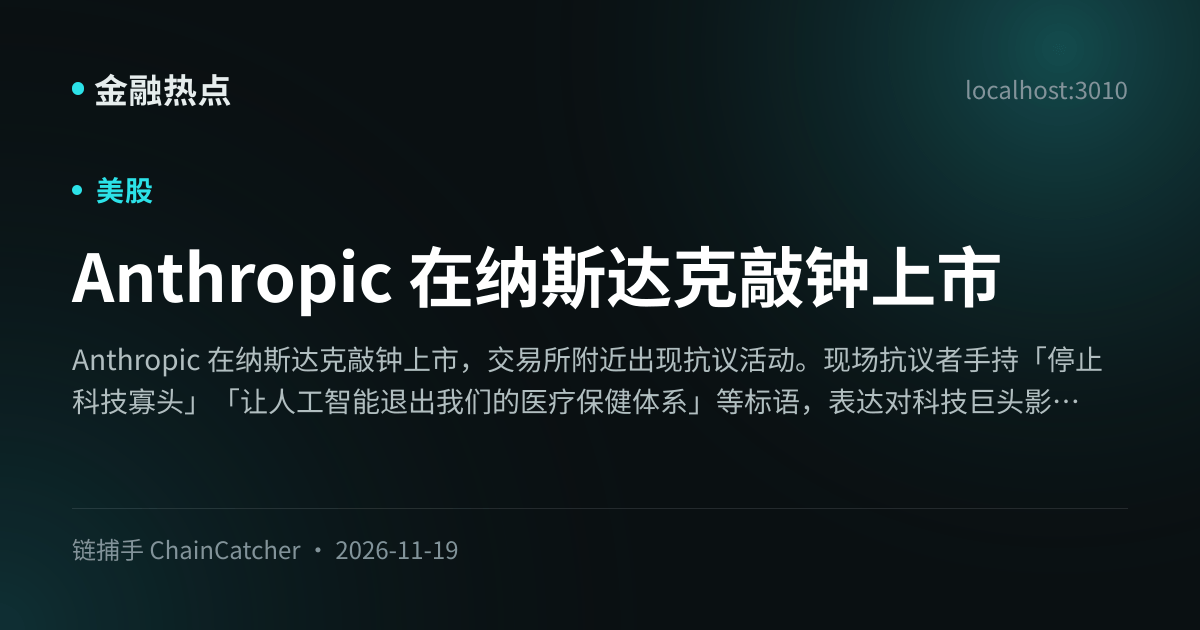 金融热点
localhost:3010
美股
Anthropic 在纳斯达克敲钟上市
Anthropic 在纳斯达克敲钟上市，交易所附近出现抗议活动。现场抗议者手持「停止
科技寡头」「让人工智能退出我们的医疗保健体系」等标语，表达对科技巨头影…
链捕手 ChainCatcher · 2026-11-19